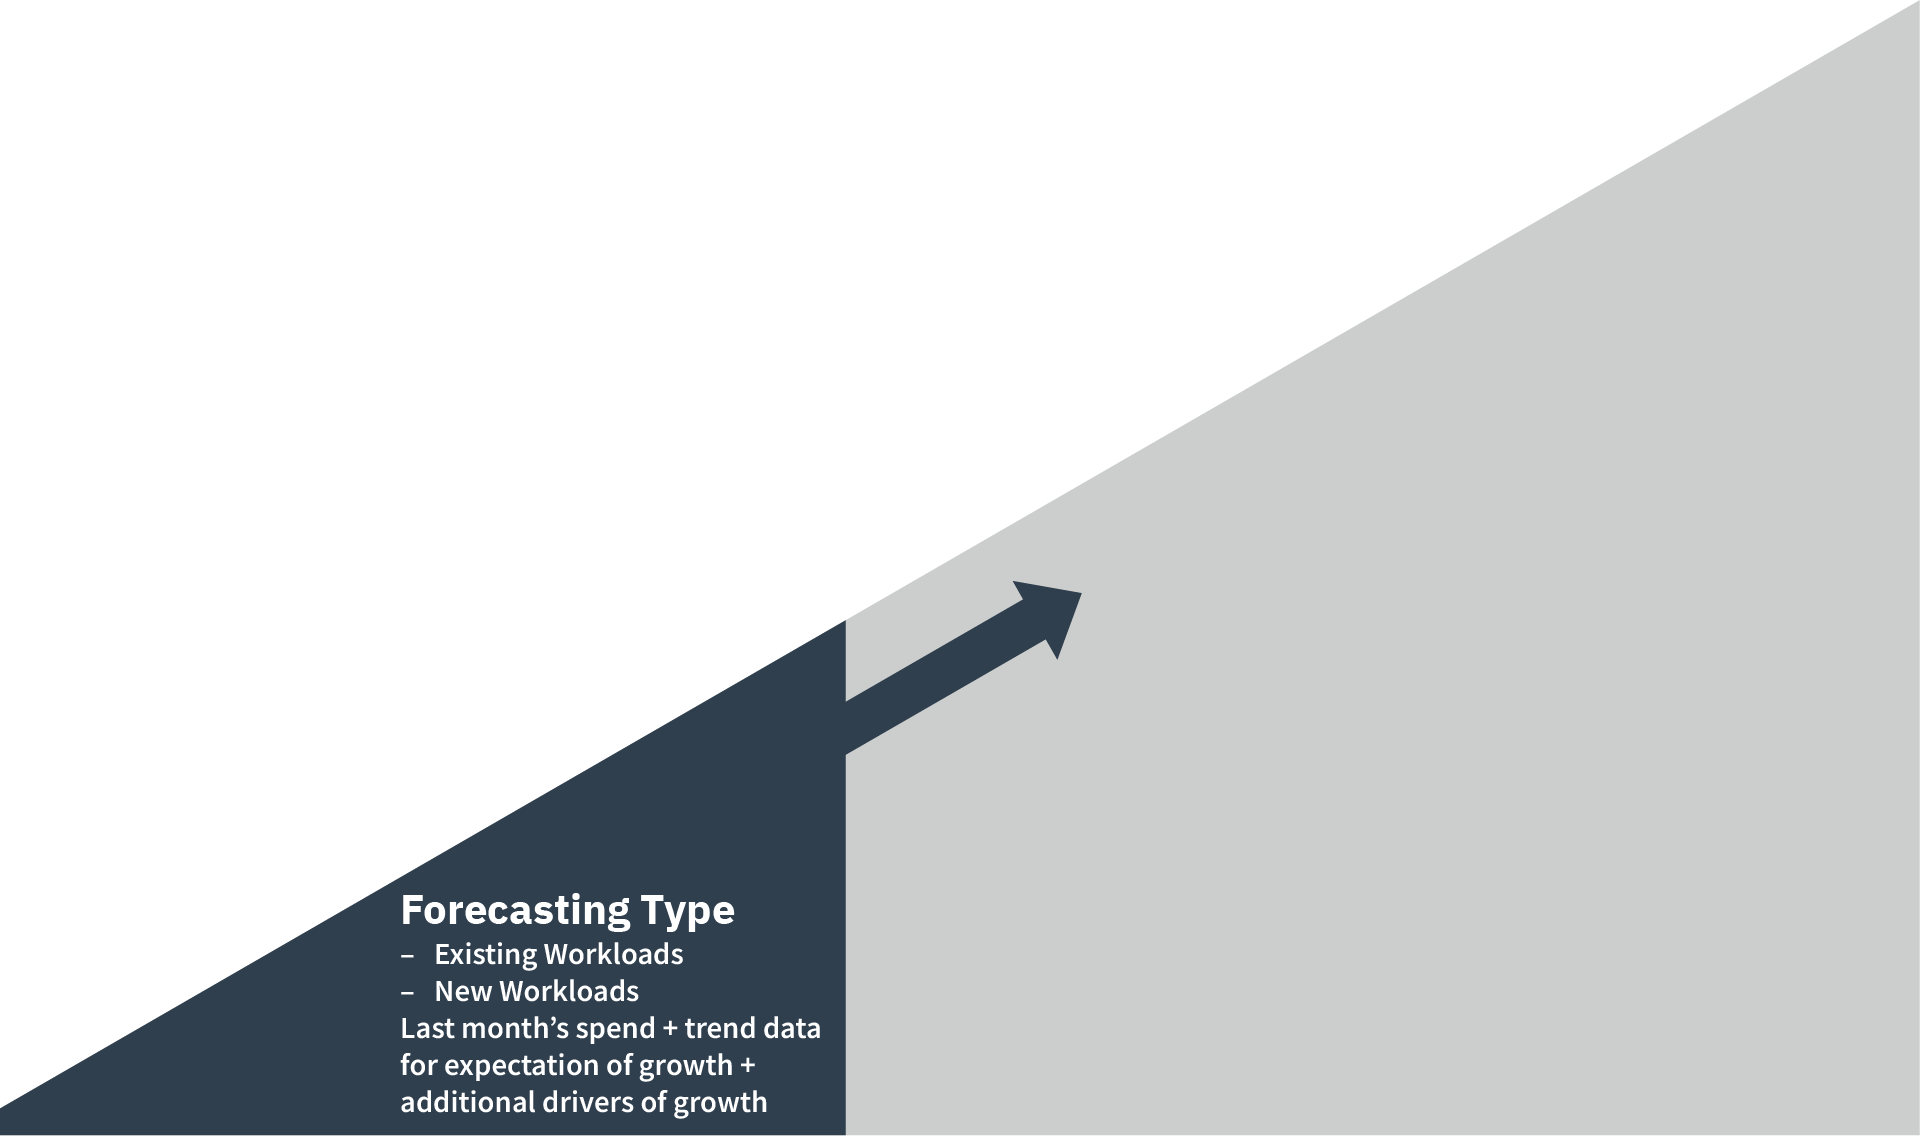 Forecasting Type
– Existing Workloads
– New Workloads
Last month’s spend + trend data
for expectation of growth +
additional drivers of growth